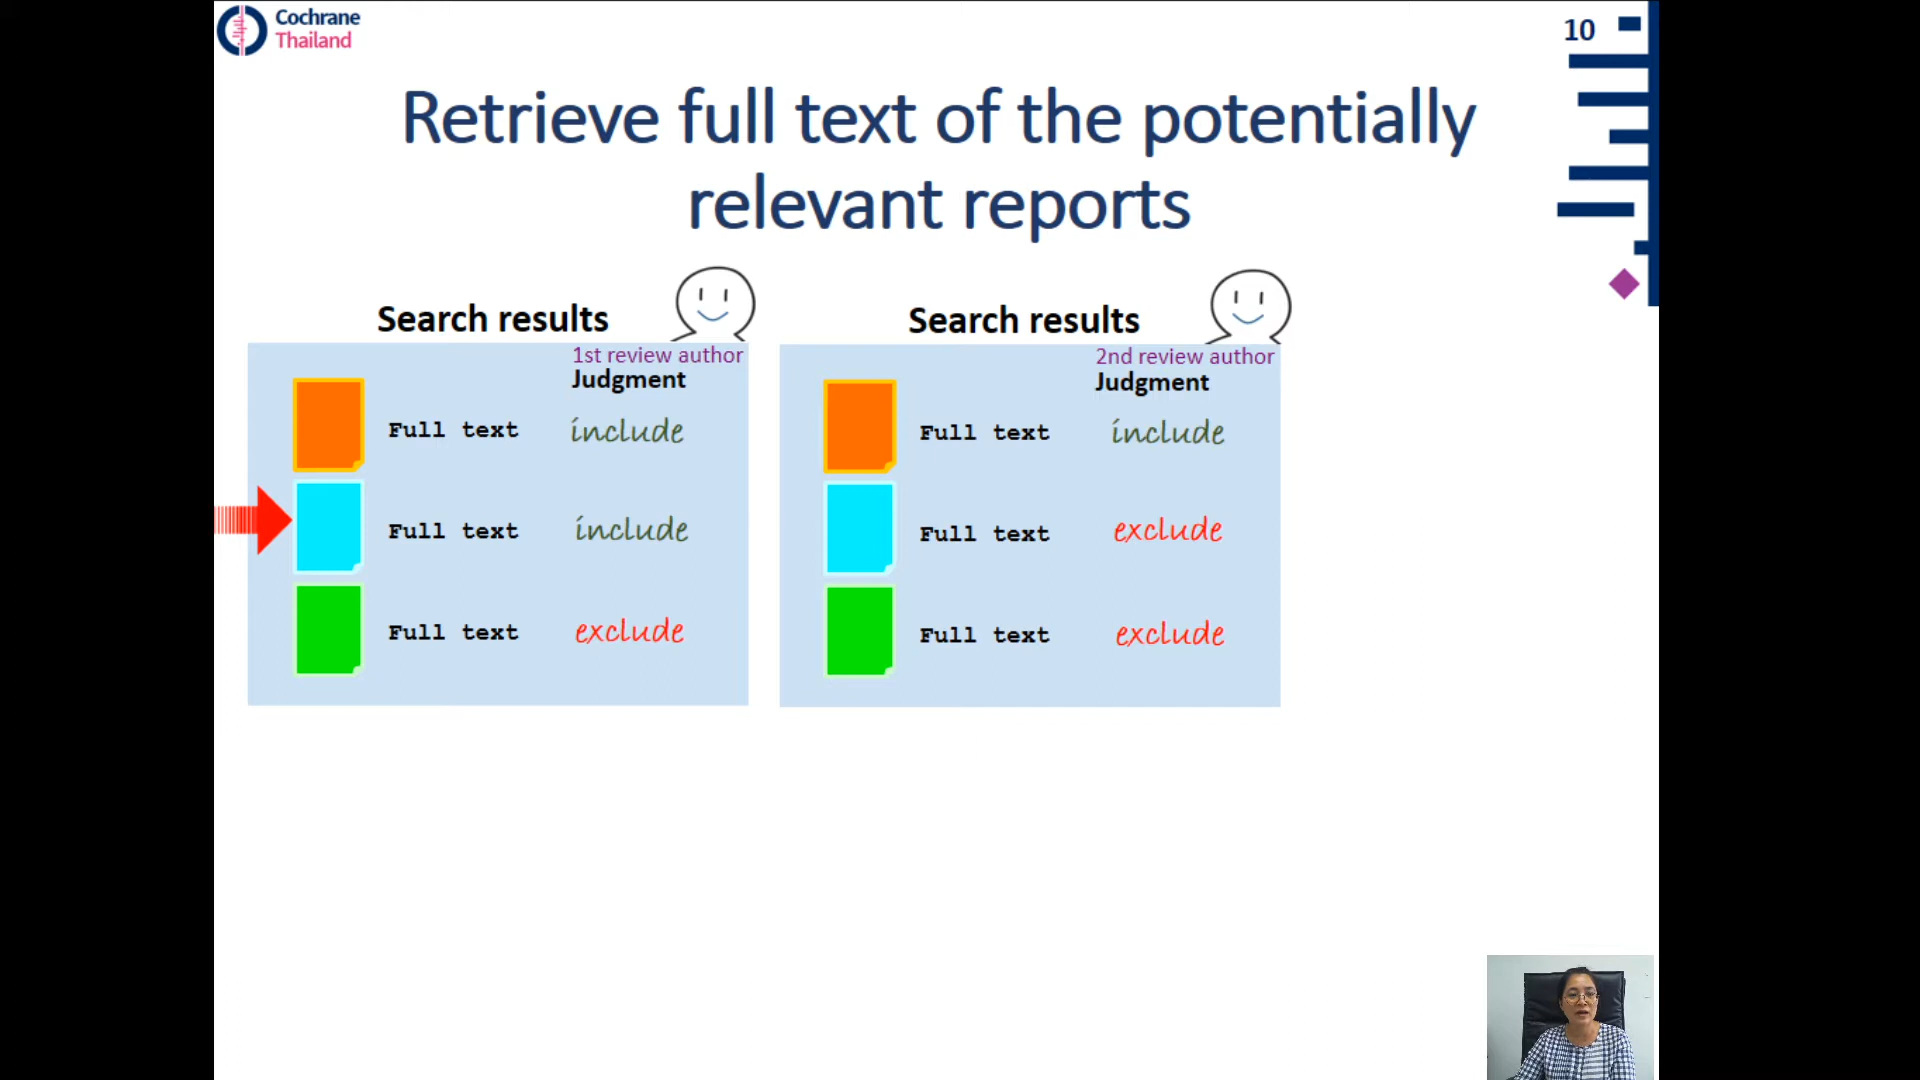 Cochrane
Thailand
10
Retrieve full text of the potentially
relevant reports
Search results
1st review author
Judgment
Full text include
Full text include
Full text exclude
Search results
2nd review author
Judgment
Full text include
Full text exclude
Full text exclude